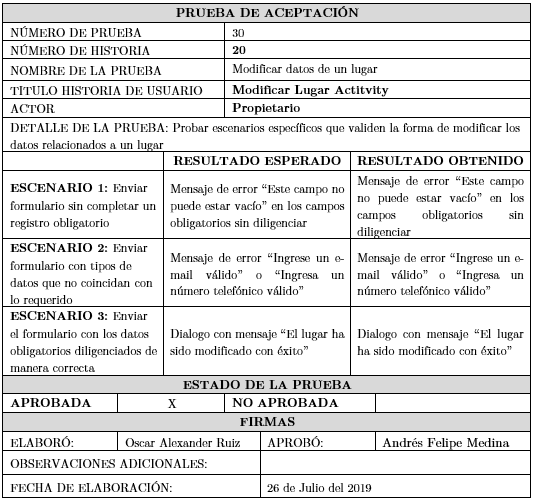 PRUEBA DE ACEPTACIÓN
NÚMERO DE PRUEBA 30
NÚMERO DE HISTORIA 20
NOMBRE DE LA PRUEBA Modificar datos de un lugar
TÍTULO HISTORIA DE USUARIO Modificar Lugar Actitvity
ACTOR Propietario
DETALLE DE LA PRUEBA: Probar escenarios específicos que validen la forma de modificar los
datos relacionados a un lugar
RESULTADO ESPERADO RESULTADO OBTENIDO
ESCENARIO 1: Enviar
formulario sin completar un
registro obligatorio
Mensaje de error “Este campo no
puede estar vacío” en los campos
obligatorios sin diligenciar
Mensaje de error “Este campo
no puede estar vacío” en los
campos obligatorios sin
diligenciar
ESCENARIO 2: Enviar
formulario con tipos de
datos que no coincidan con
lo requerido
Mensaje de error “Ingrese un e-
mail válido” o “Ingresa un
número telefónico válido”
Mensaje de error “Ingrese un e-
mail válido” o “Ingresa un
número telefónico válido”
ESCENARIO 3: Enviar
el formulario con los datos
obligatorios diligenciados de
manera correcta
Dialogo con mensaje “El lugar ha
sido modificado con éxito”
Dialogo con mensaje “El lugar
ha sido modificado con éxito”
ESTADO DE LA PRUEBA
APROBADA X NO APROBADA
FIRMAS
ELABORÓ: Oscar Alexander Ruiz APROBÓ: Andrés Felipe Medina
OBSERVACIONES ADICIONALES:
FECHA DE ELABORACIÓN: 26 de Julio del 2019